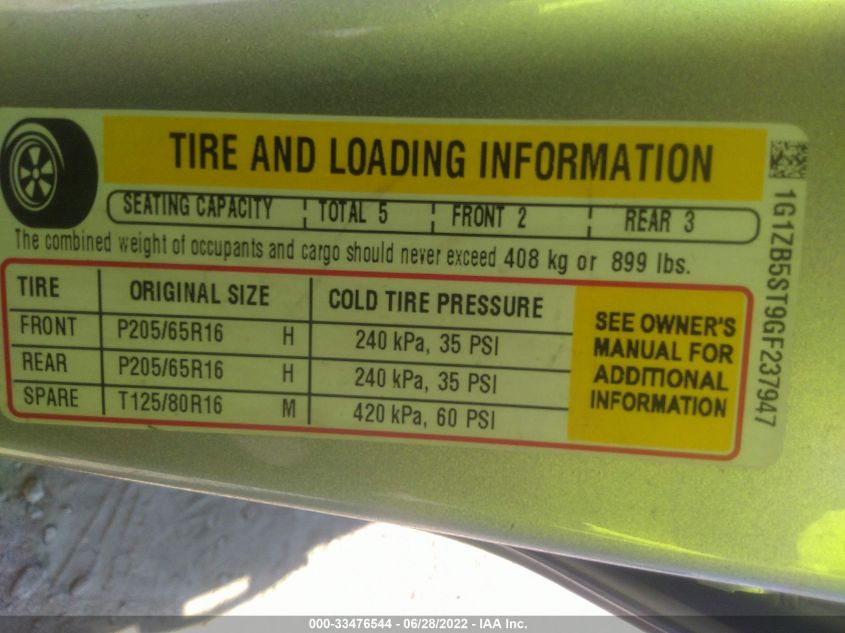 TIRE AND LOADING INFORMATION
SEATING CAPACITY TOTAL 5 FRONT 2 REAR 3
The combined weight of occupants and cargo should never exceed 408 kg or 899 lbs.
TIRE ORIGINAL SIZE COLD TIRE PRESSURE
FRONT P205/65R16 H 240 kPa, 35 PSI
REAR P205/65R16 H 240 kPa, 35 PSI
SPARE T125/80R16 M 420 kPa, 60 PSI
SEE OWNER'S
MANUAL FOR
ADDITIONAL
INFORMATION
1G1ZB5ST9GF237947
000-33476544 - 06/28/2022 - IAA Inc.